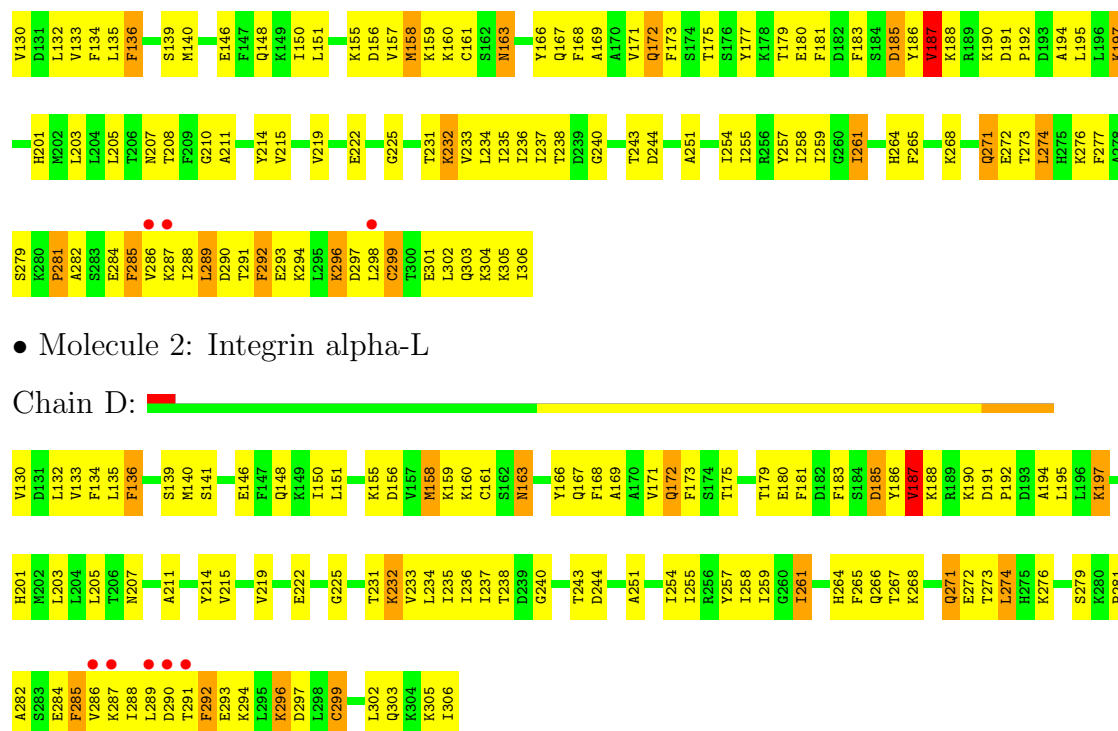 V130 D131 L132 V133 F134 L135 F136 S139 M140 E146 F147 Q148 K149 I150 L151 K155 D156 V157 M158 K159 K160 C161 S162 N163 Y166 Q167 F168 A169 A170 V171 Q172 F173 S174 T175 S176 Y177 K178 T179 E180 F181 D182 F183 S184 D185 Y186 V187 K188 R189 K190 D191 P192 D193 A194 L195 L196
H201 M202 L203 L204 L205 T206 N207 T208 F209 G210 A211 Y214 V215 V219 E222 G225 T231 K232 V233 L234 I235 I236 I237 T238 D239 G240 T243 D244 A251 I254 I255 R256 Y257 I258 I259 G260 I261 H264 F265 K268 Q271 E272 T273 L274 H275 K276 F277 A278
S279 K280 P281 A282 S283 E284 F285 V286 K287 I288 L289 D290 T291 F292 E293 K294 L295 K296 D297 L298 C299 T300 E301 L302 Q303 K304 K305 I306
• Molecule 2: Integrin alpha-L
Chain D:
V130 D131 L132 V133 F134 L135 F136 S139 M140 S141 E146 F147 Q148 K149 I150 L151 K155 D156 V157 M158 K159 K160 C161 S162 N163 Y166 Q167 F168 A169 A170 V171 Q172 F173 S174 T175 T179 E180 F181 D182 F183 S184 D185 Y186 V187 K188 R189 K190 D191 P192 D193 A194 L195 L196 K197
H201 M202 L203 L204 L205 T206 N207 A211 Y214 V215 V219 E222 G225 T231 K232 V233 L234 I235 I236 I237 T238 D239 G240 T243 D244 A251 I254 I255 R256 Y257 I258 I259 G260 I261 H264 F265 Q266 T267 K268 Q271 E272 T273 L274 H275 K276 S279 K280 P281
A282 S283 E284 F285 V286 K287 I288 L289 D290 T291 F292 E293 K294 L295 K296 D297 L298 C299 L302 Q303 K304 K305 I306